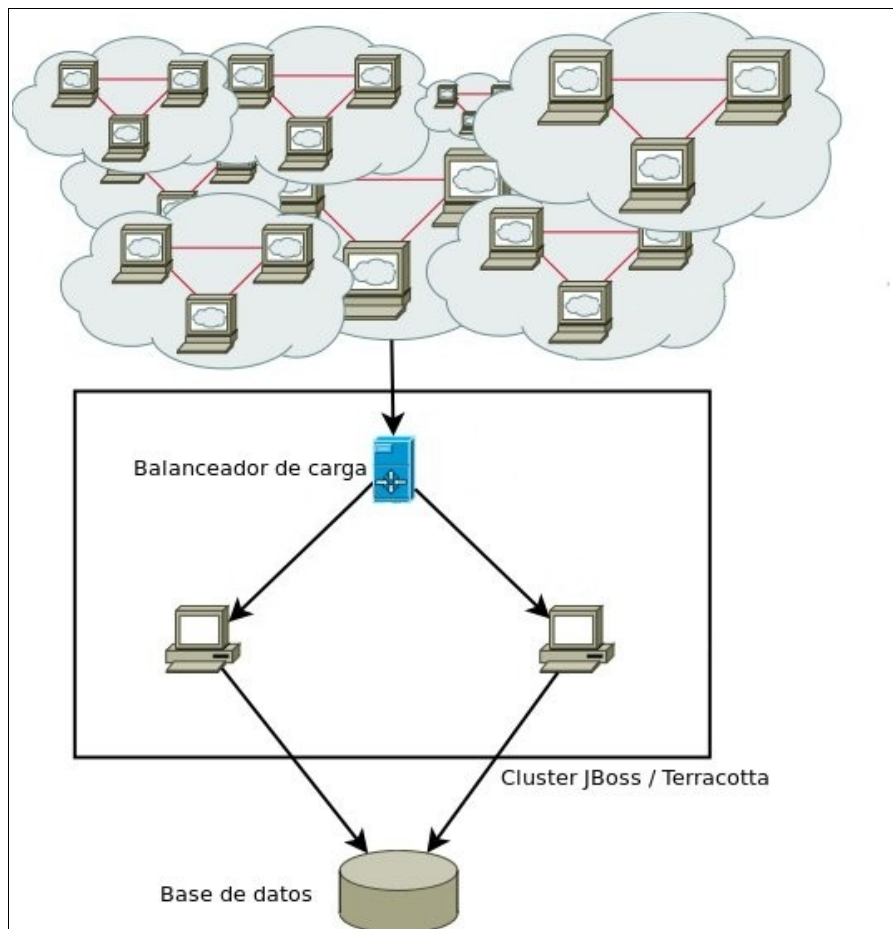 Balanceador de carga
Cluster JBoss / Terracotta
Base de datos